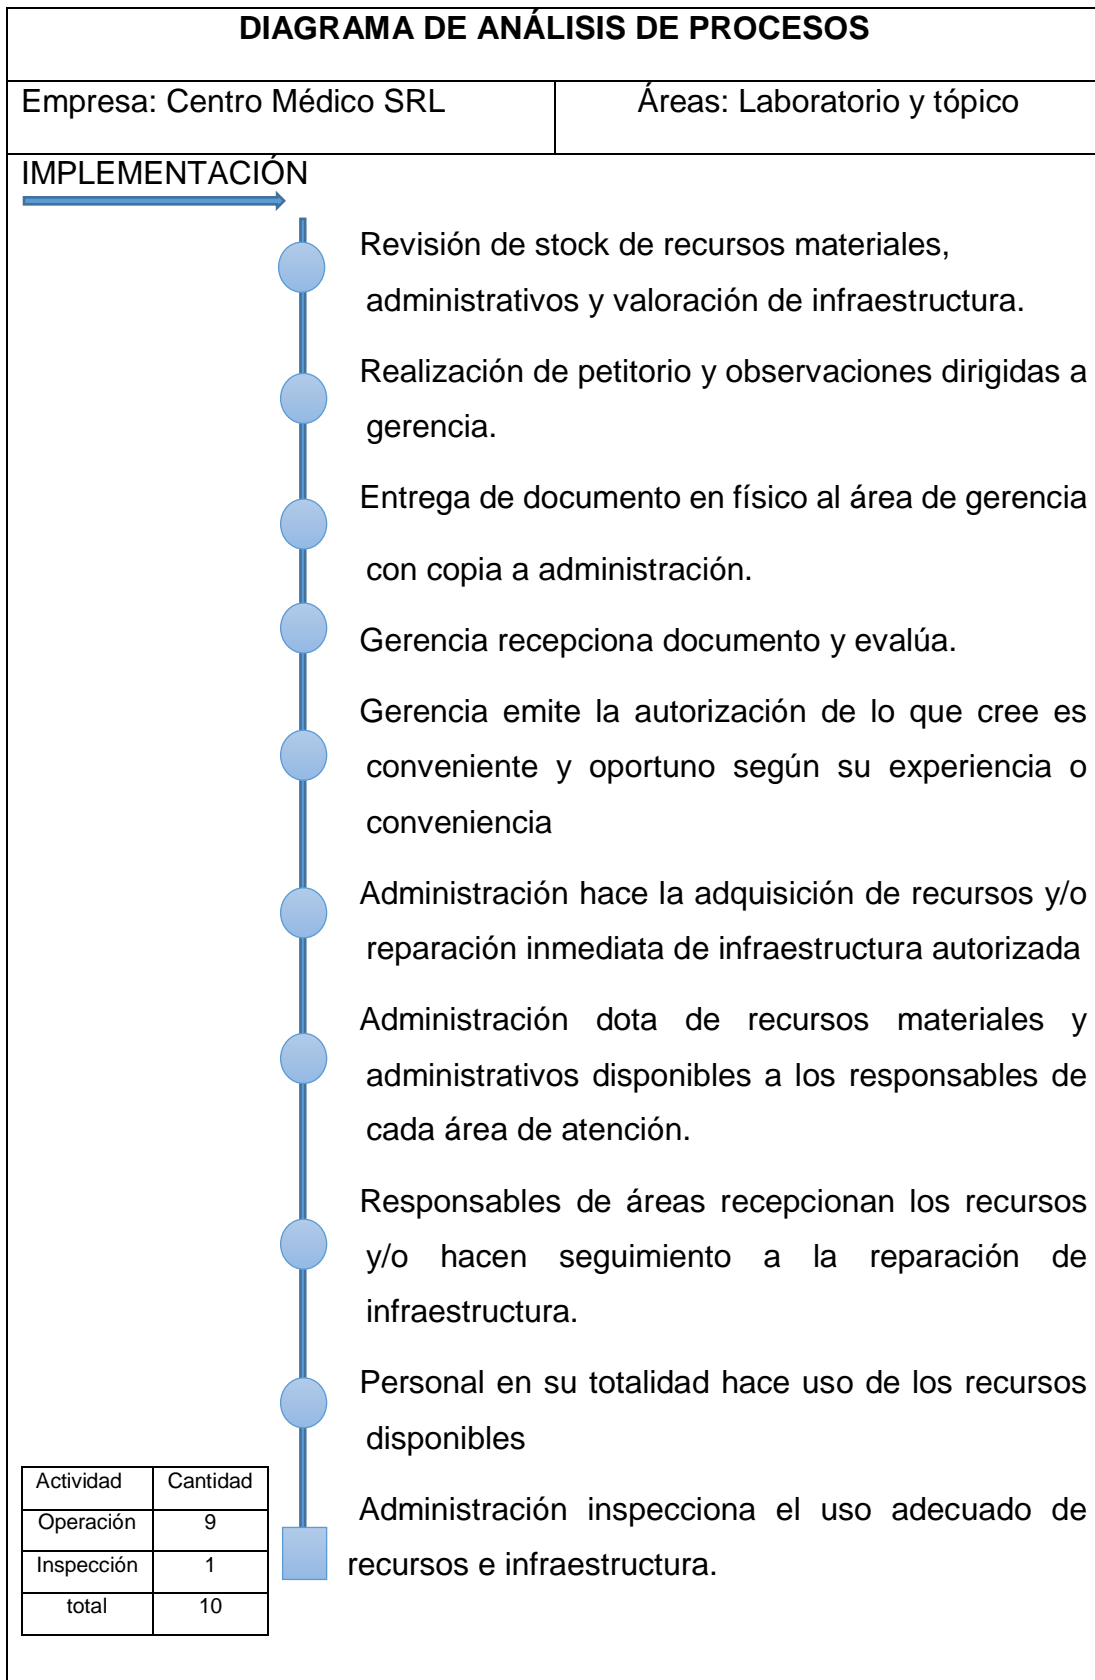 DIAGRAMA DE ANÁLISIS DE PROCESOS
Empresa: Centro Médico SRL
Áreas: Laboratorio y tópico
IMPLEMENTACIÓN
Revisión de stock de recursos materiales,
administrativos y valoración de infraestructura.
Realización de petitorio y observaciones dirigidas a
gerencia.
Entrega de documento en físico al área de gerencia
con copia a administración.
Gerencia recepciona documento y evalúa.
Gerencia emite la autorización de lo que cree es
conveniente y oportuno según su experiencia o
conveniencia
Administración hace la adquisición de recursos y/o
reparación inmediata de infraestructura autorizada
Administración dota de recursos materiales y
administrativos disponibles a los responsables de
cada área de atención.
Responsables de áreas recepcionan los recursos
y/o hacen seguimiento a la reparación de
infraestructura.
Personal en su totalidad hace uso de los recursos
disponibles
Administración inspecciona el uso adecuado de
recursos e infraestructura.
Actividad Cantidad
Operación 9
Inspección 1
total 10